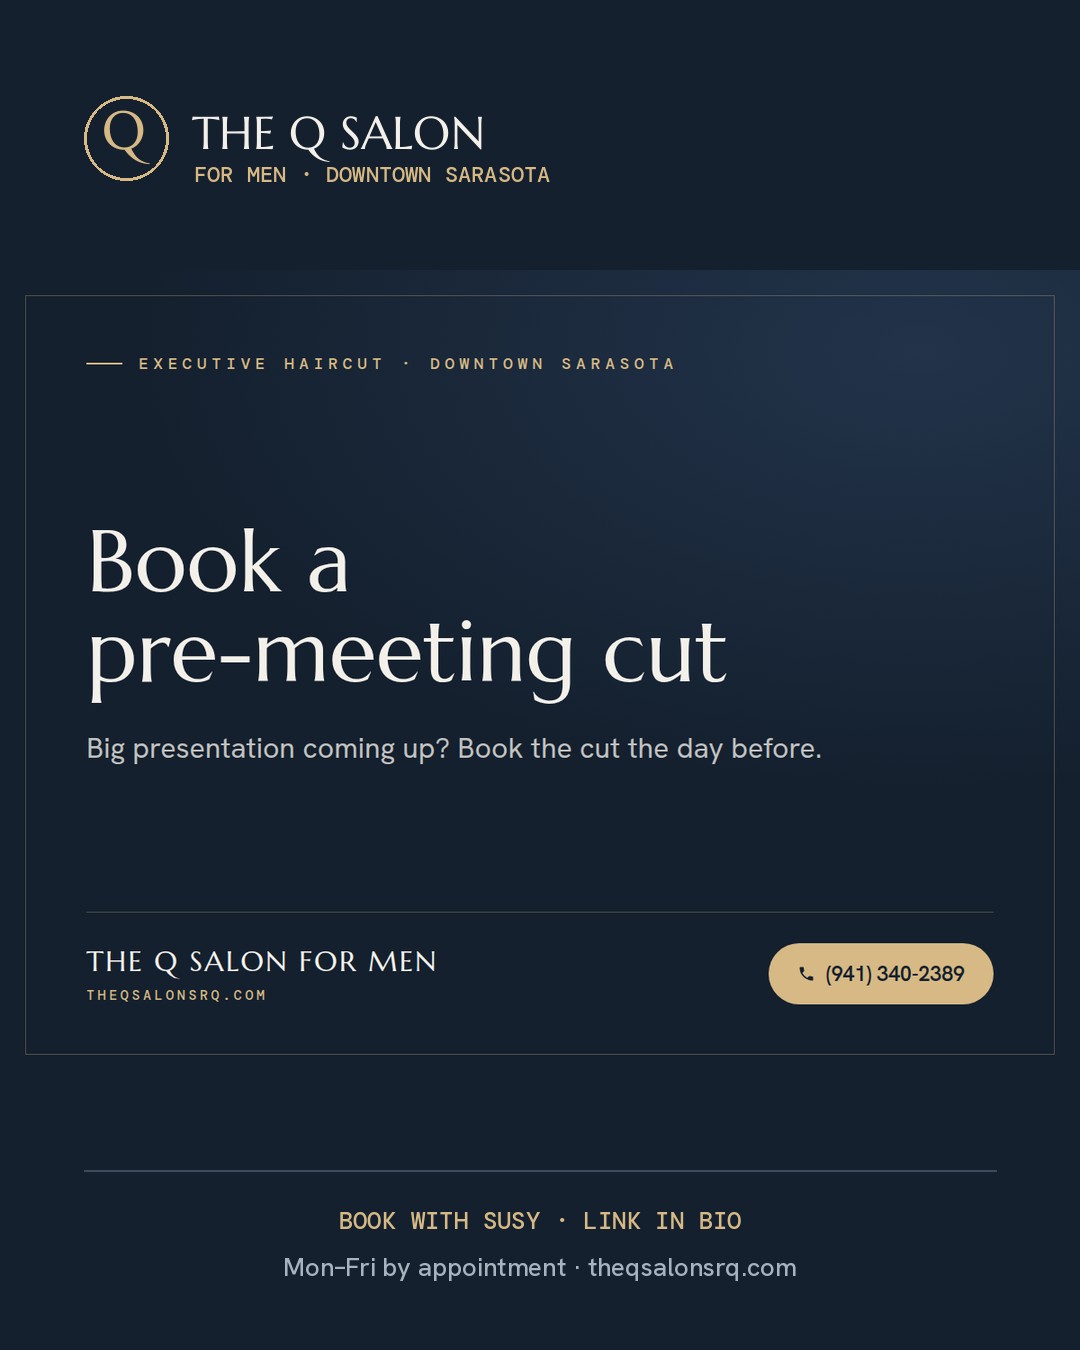 Q
THE Q SALON
FOR MEN · DOWNTOWN SARASOTA
EXECUTIVE HAIRCUT · DOWNTOWN SARASOTA
Book a
pre-meeting cut
Big presentation coming up? Book the cut the day before.
THE Q SALON FOR MEN
THEQSALONSRQ.COM
(941) 340-2389
BOOK WITH SUSY · LINK IN BIO
Mon–Fri by appointment · theqsalonsrq.com